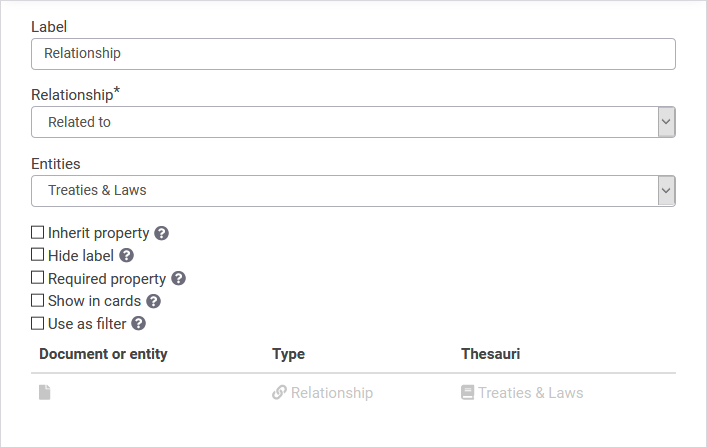 Label
Relationship
Relationship*
Related to
Entities
Treaties & Laws
Inherit property ?
Hide label ?
Required property ?
Show in cards ?
Use as filter ?
Document or entity Type Thesauri
Relationship Treaties & Laws